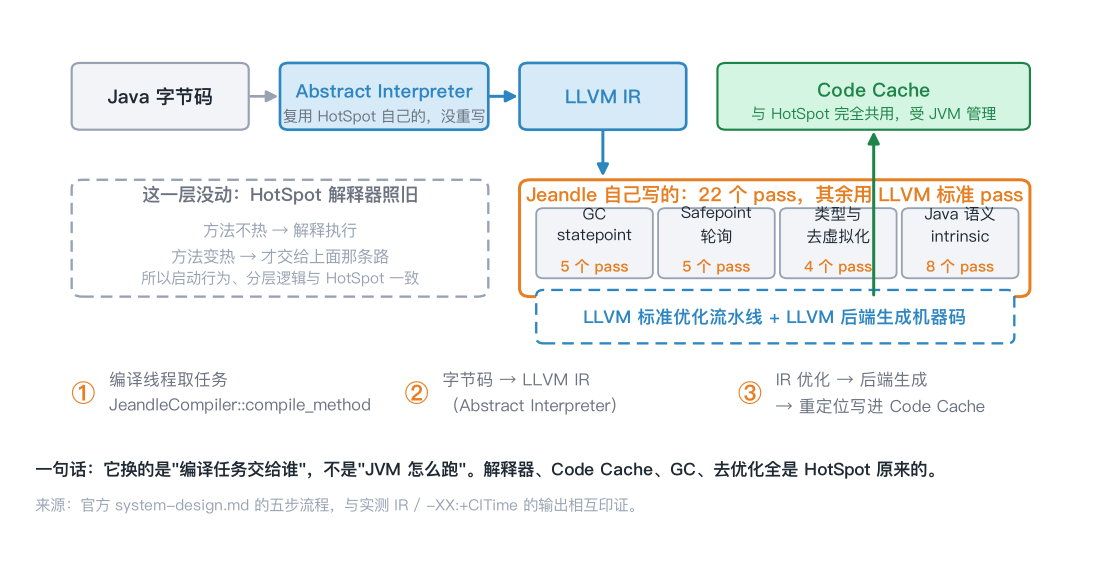 Java 字节码
Abstract Interpreter
复用 HotSpot 自己的，没重写
LLVM IR
Code Cache
与 HotSpot 完全共用，受 JVM 管理
这一层没动：HotSpot 解释器照旧
方法不热 → 解释执行
方法变热 → 才交给上面那条路
所以启动行为、分层逻辑与 HotSpot 一致
Jeandle 自己写的：22 个 pass，其余用 LLVM 标准 pass
GC
statepoint
5 个 pass
Safepoint
轮询
5 个 pass
类型与
去虚拟化
4 个 pass
Java 语义
intrinsic
8 个 pass
LLVM 标准优化流水线 + LLVM 后端生成机器码
① 编译线程取任务
JeandleCompiler::compile_method
② 字节码 → LLVM IR
（Abstract Interpreter）
③ IR 优化 → 后端生成
→ 重定位写进 Code Cache
一句话：它换的是"编译任务交给谁"，不是"JVM 怎么跑"。解释器、Code Cache、GC、去优化全是 HotSpot 原来的。
来源：官方 system-design.md 的五步流程，与实测 IR / -XX:+CITime 的输出相互印证。